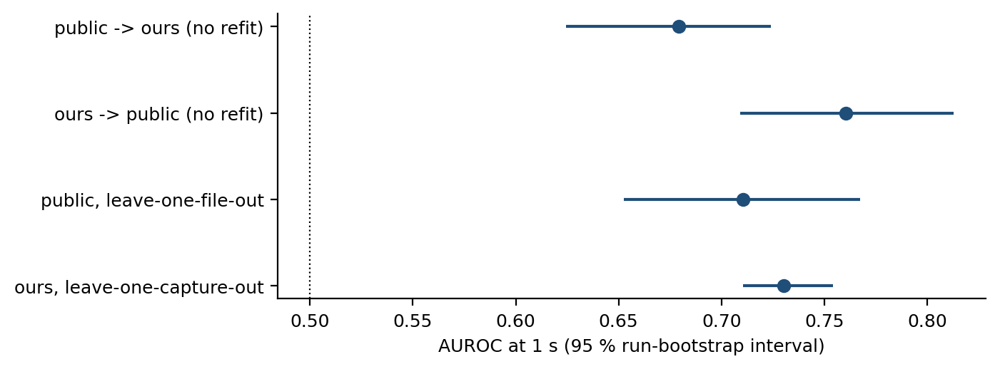 public -> ours (no refit)
ours -> public (no refit)
public, leave-one-file-out
ours, leave-one-capture-out
0.50 0.55 0.60 0.65 0.70 0.75 0.80
AUROC at 1 s (95 % run-bootstrap interval)